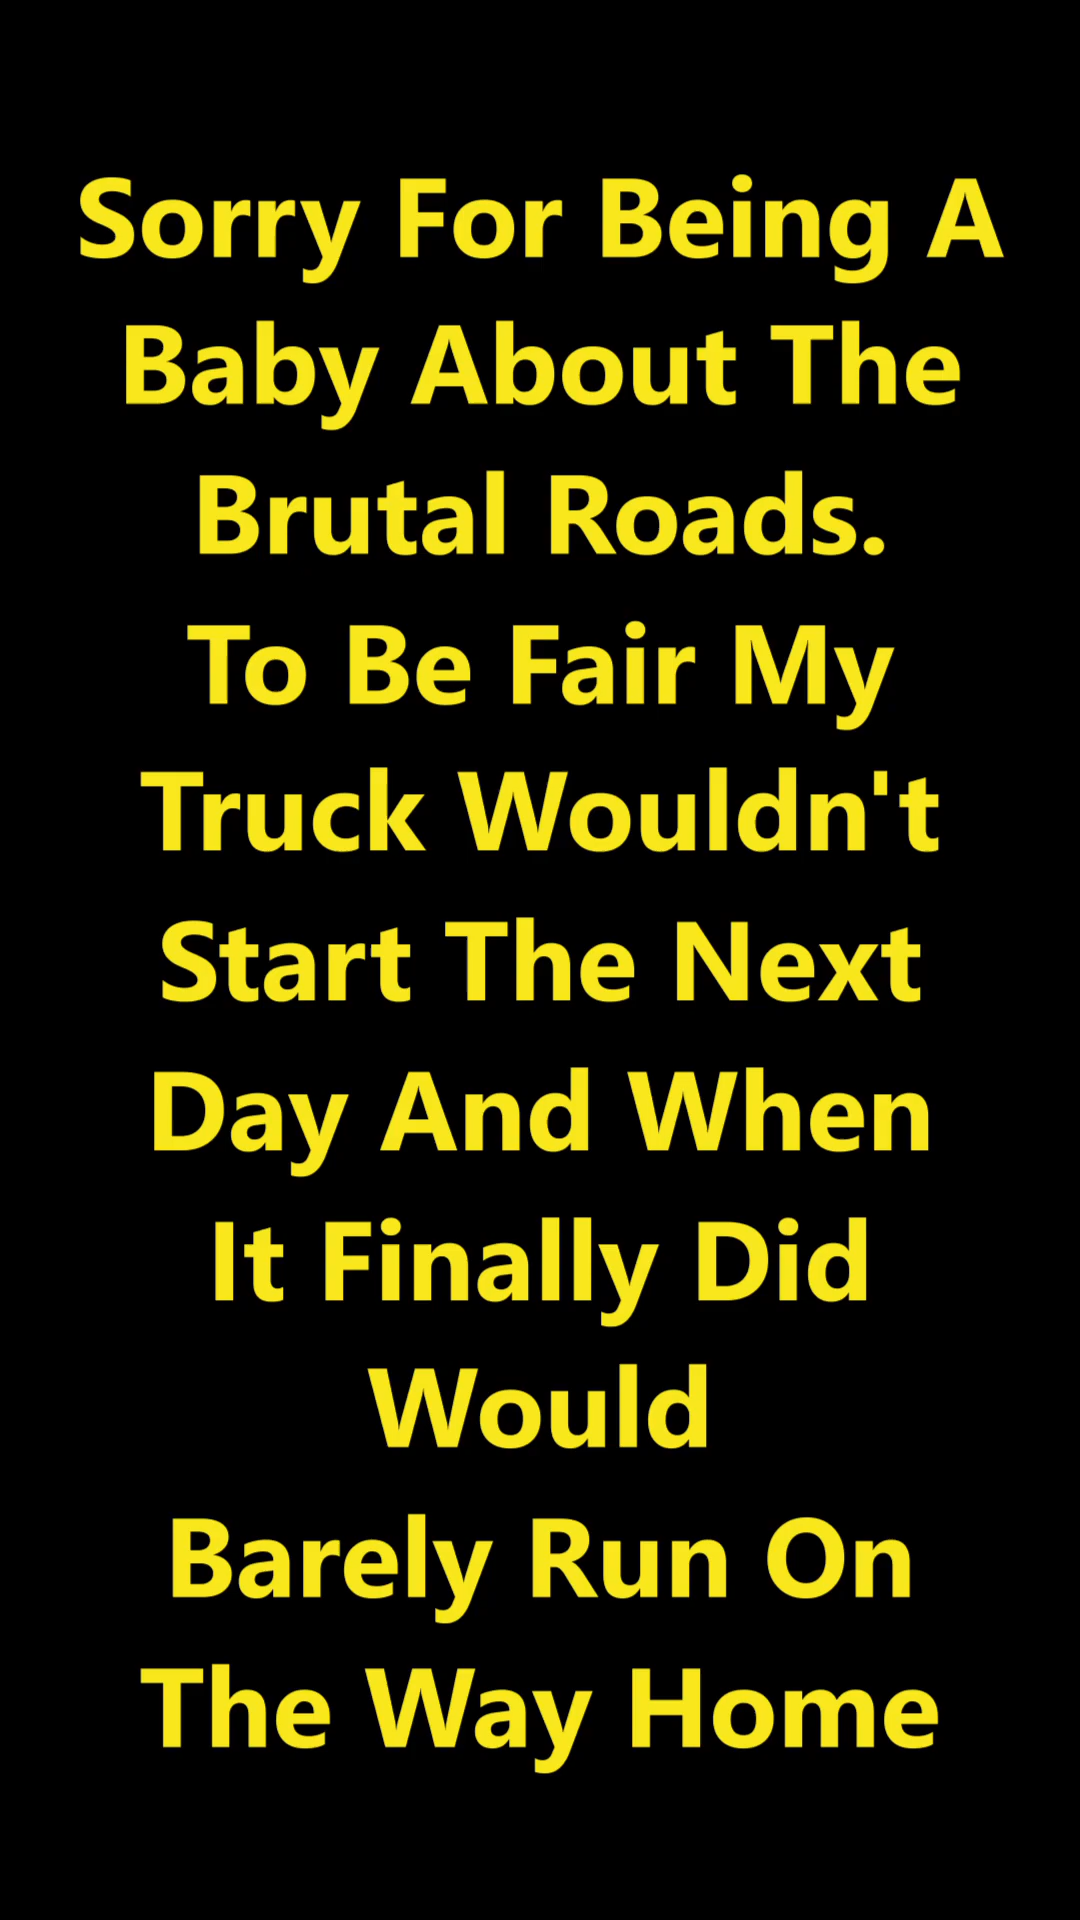 Sorry For Being A
Baby About The
Brutal Roads.
To Be Fair My
Truck Wouldn't
Start The Next
Day And When
It Finally Did
Would
Barely Run On
The Way Home